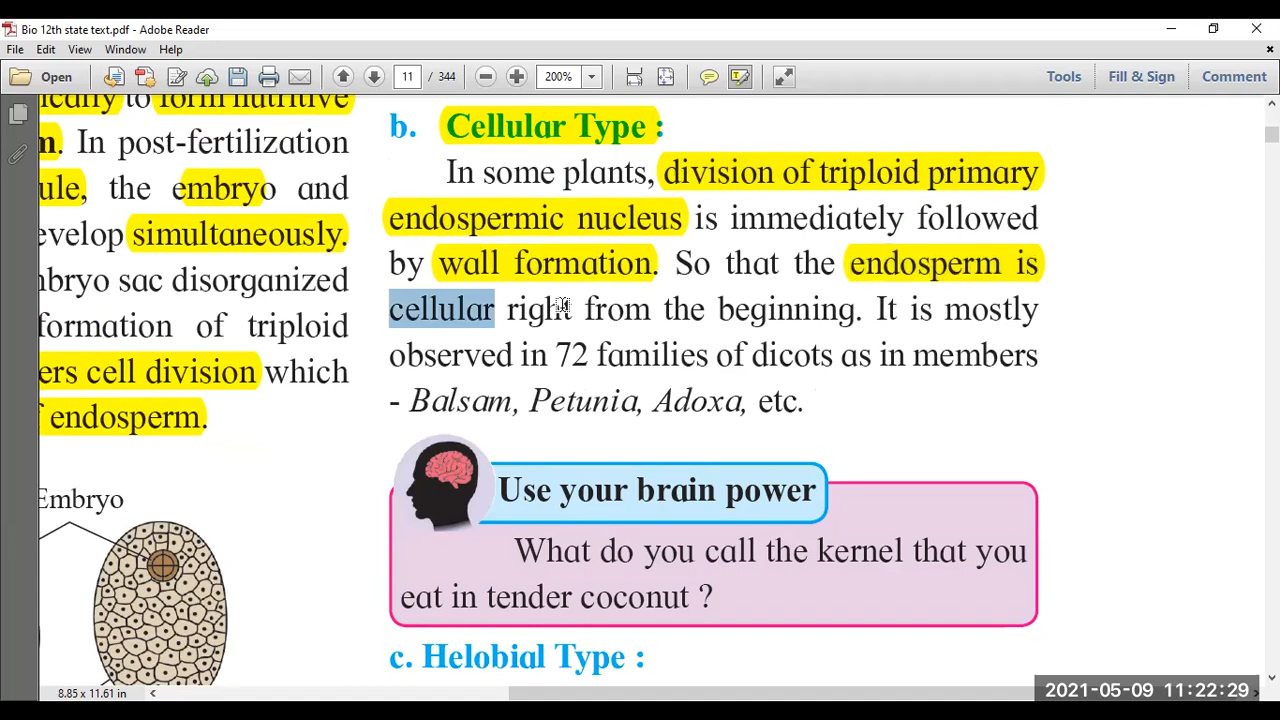 Bio 12th state text.pdf - Adobe Reader
File Edit View Window Help
Open 11 / 344 200% Tools Fill & Sign Comment
ically to form nutritive
m. In post-fertilization
ule, the embryo and
evelop simultaneously.
mbryo sac disorganized
formation of triploid
ers cell division which
f endosperm.
Embryo
b. Cellular Type :
In some plants, division of triploid primary
endospermic nucleus is immediately followed
by wall formation. So that the endosperm is
cellular right from the beginning. It is mostly
observed in 72 families of dicots as in members
- Balsam, Petunia, Adoxa, etc.
Use your brain power
What do you call the kernel that you
eat in tender coconut ?
c. Helobial Type :
8.85 x 11.61 in
2021-05-09 11:22:29